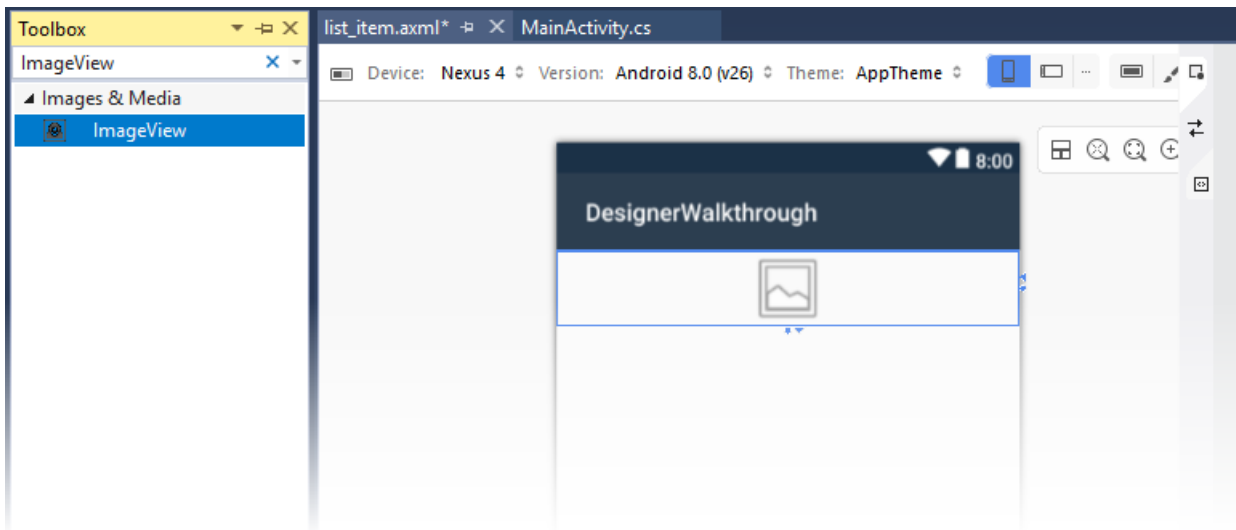 Toolbox
ImageView
Images & Media
ImageView
list_item.axml* MainActivity.cs
Device: Nexus 4 Version: Android 8.0 (v26) Theme: AppTheme ...
8:00
DesignerWalkthrough